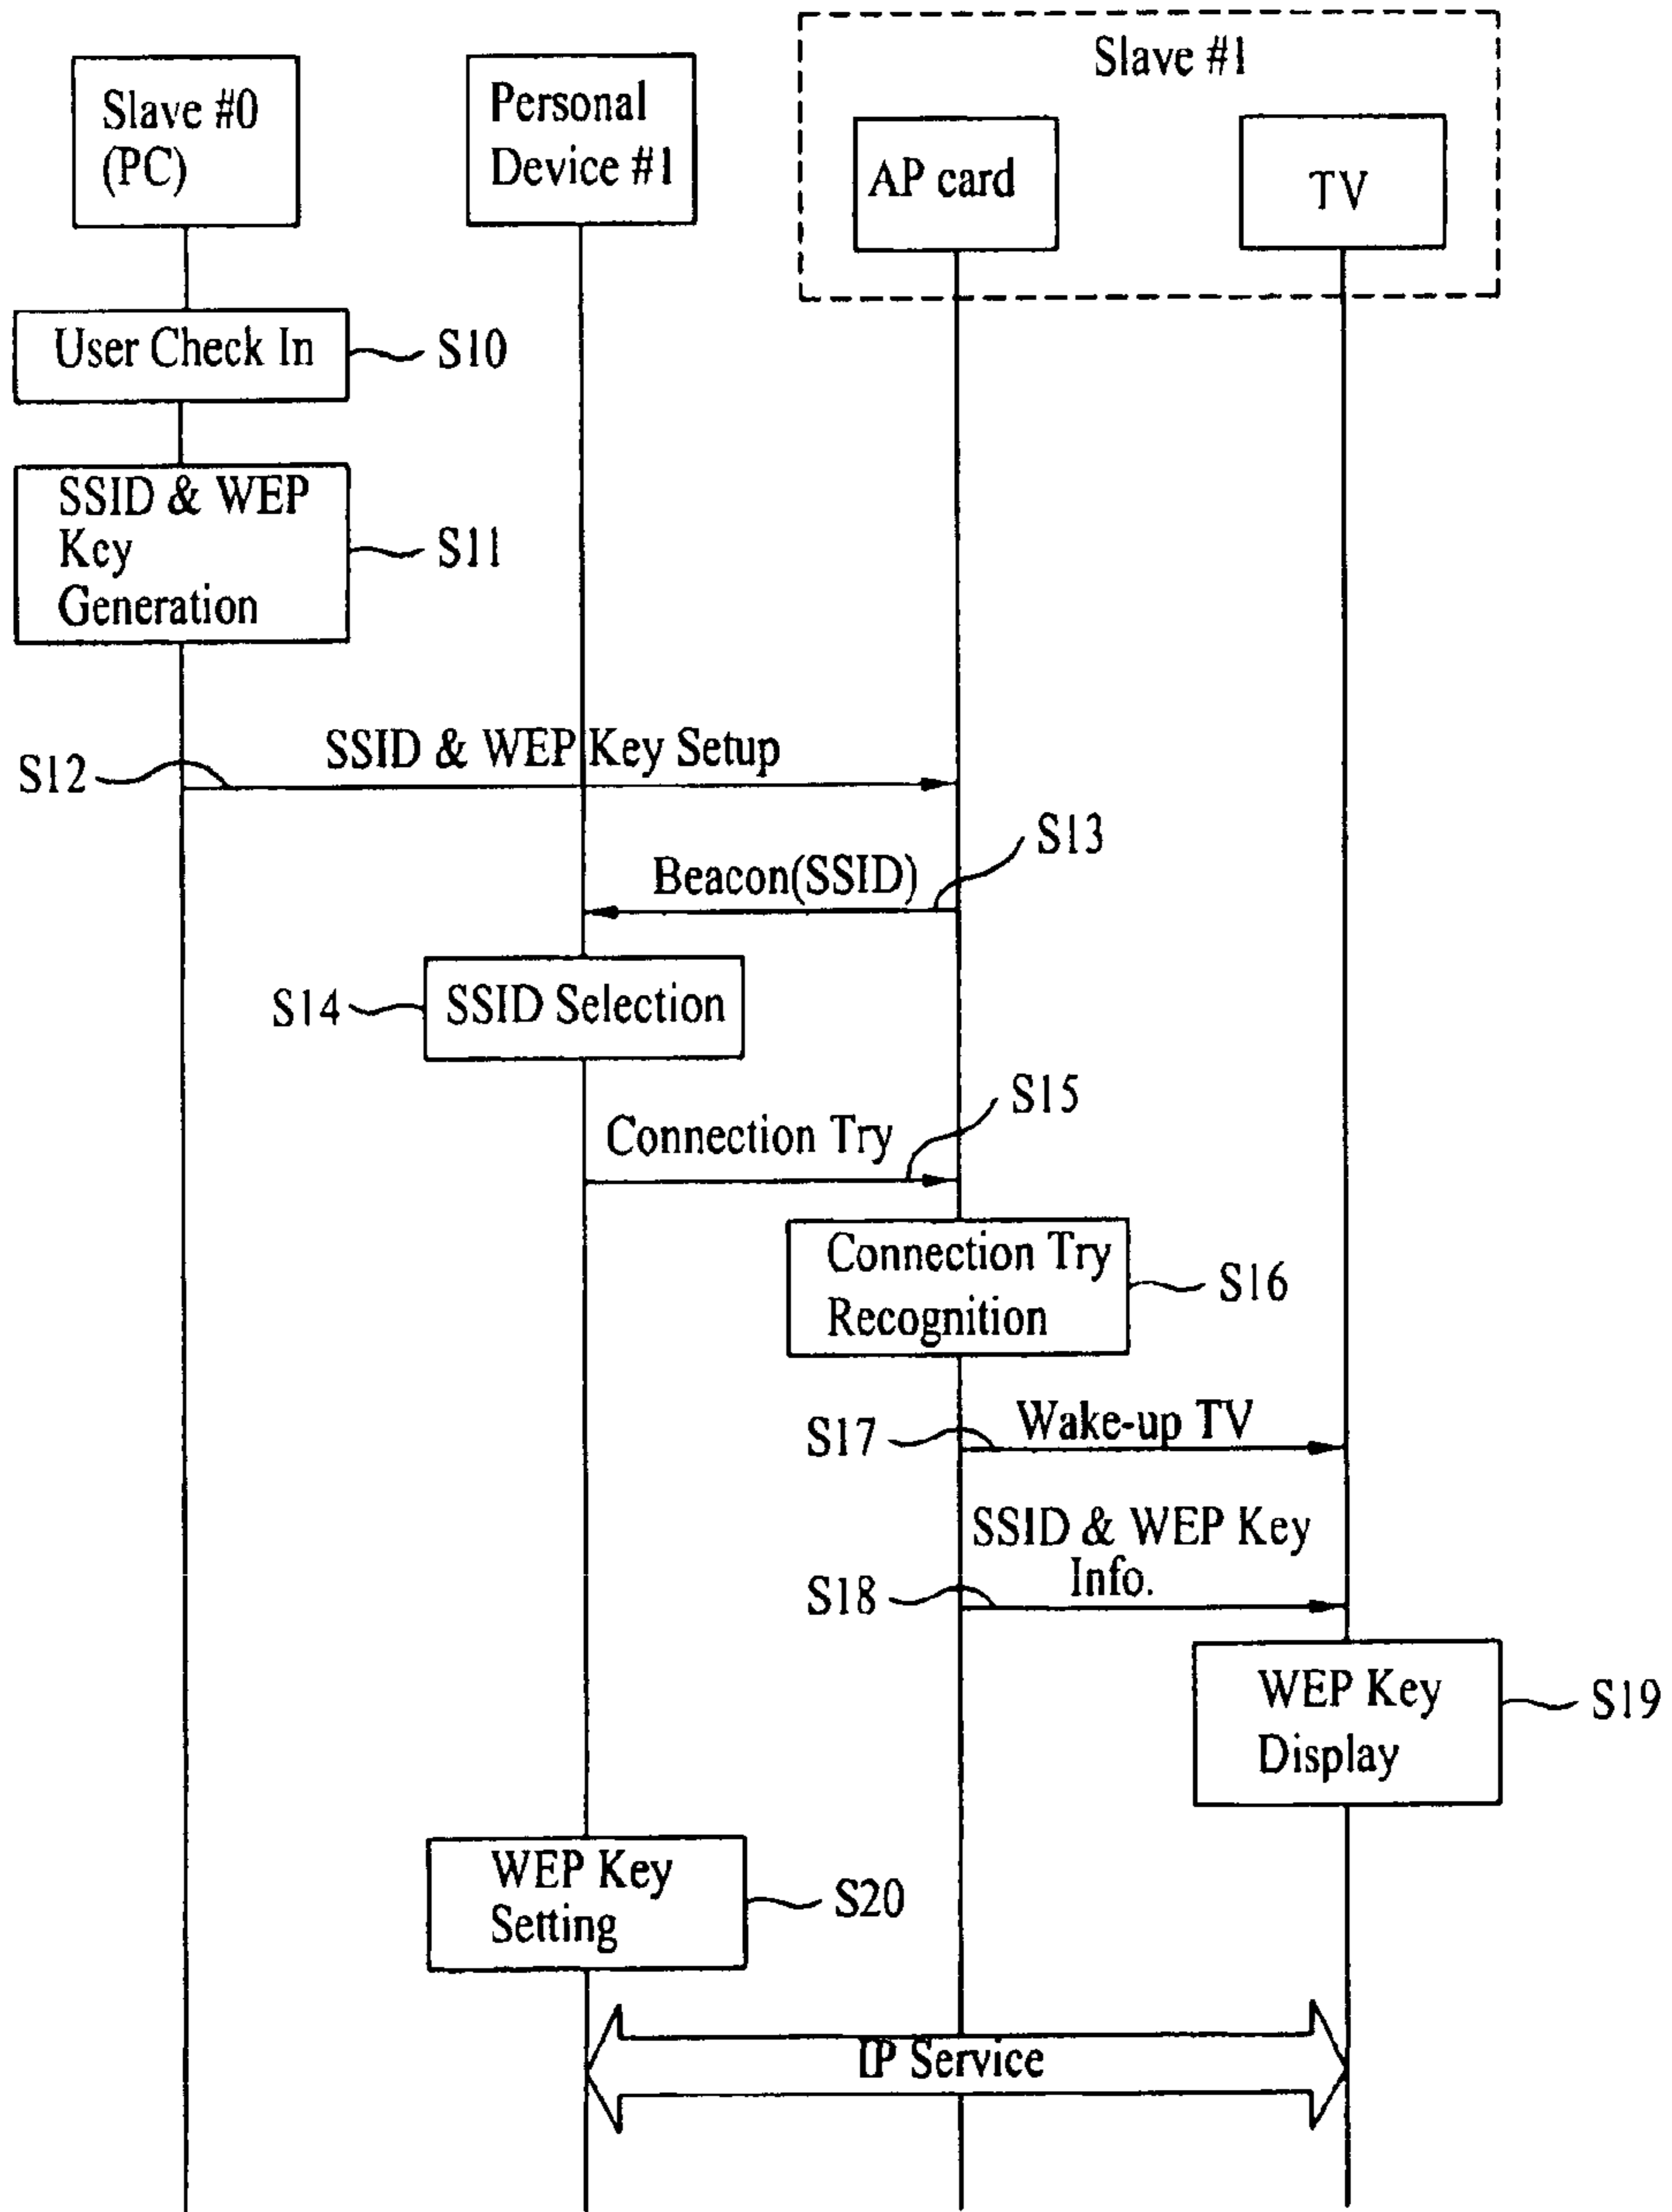 Slave #1
Slave #0
(PC)
Personal
Device #1
AP card
TV
User Check In
S10
SSID & WEP
Key
Generation
S11
S12
SSID & WEP Key Setup
S13
Beacon(SSID)
S14
SSID Selection
S15
Connection Try
Connection Try
Recognition
S16
S17
Wake-up TV
SSID & WEP Key
Info.
S18
WEP Key
Display
S19
WEP Key
Setting
S20
IP Service